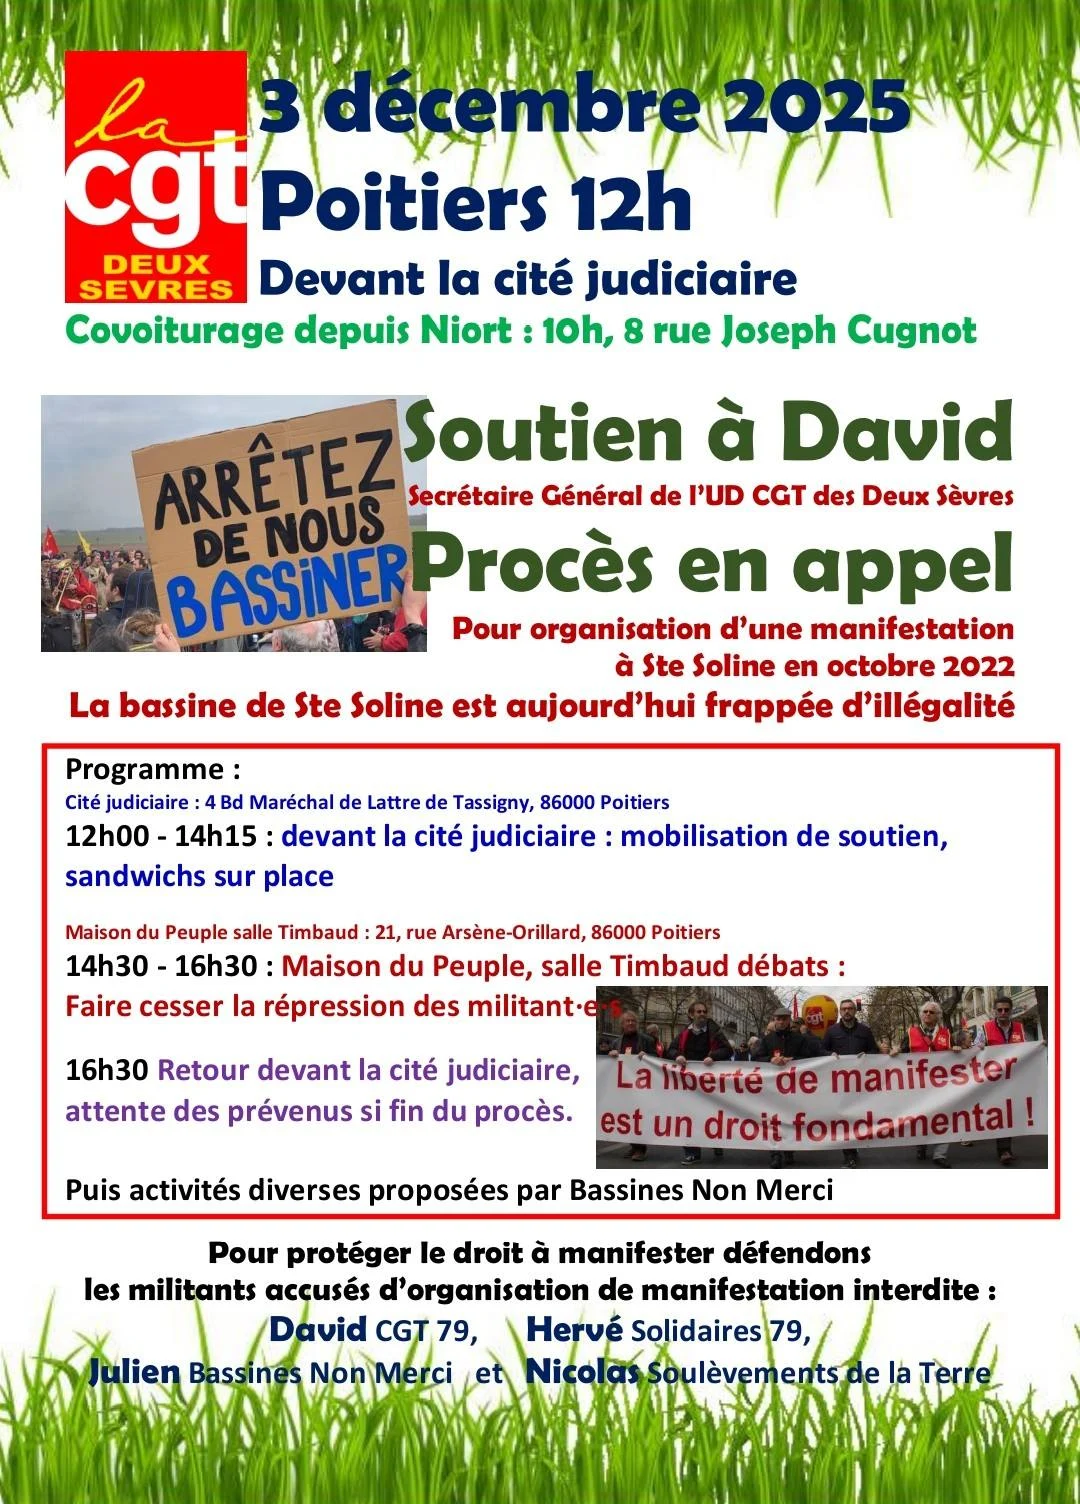 la
cgt
DEUX
SEVRES
3 décembre 2025
Poitiers 12h
Devant la cité judiciaire
Covoiturage depuis Niort : 10h, 8 rue Joseph Cugnot
ARRÊTEZ
DE NOUS
BASSINER
Soutien à David
Secrétaire Général de l'UD CGT des Deux Sèvres
Procès en appel
Pour organisation d'une manifestation
à Ste Soline en octobre 2022
La bassine de Ste Soline est aujourd'hui frappée d'illégalité
Programme :
Cité judiciaire : 4 Bd Maréchal de Lattre de Tassigny, 86000 Poitiers
12h00 - 14h15 : devant la cité judiciaire : mobilisation de soutien,
sandwichs sur place
Maison du Peuple salle Timbaud : 21, rue Arsène-Orillard, 86000 Poitiers
14h30 - 16h30 : Maison du Peuple, salle Timbaud débats :
Faire cesser la répression des militant·e·s
16h30 Retour devant la cité judiciaire,
attente des prévenus si fin du procès.
cgt
La liberté de manifester
est un droit fondamental !
Puis activités diverses proposées par Bassines Non Merci
Pour protéger le droit à manifester défendons
les militants accusés d'organisation de manifestation interdite :
David CGT 79, Hervé Solidaires 79,
Julien Bassines Non Merci et Nicolas Soulèvements de la Terre